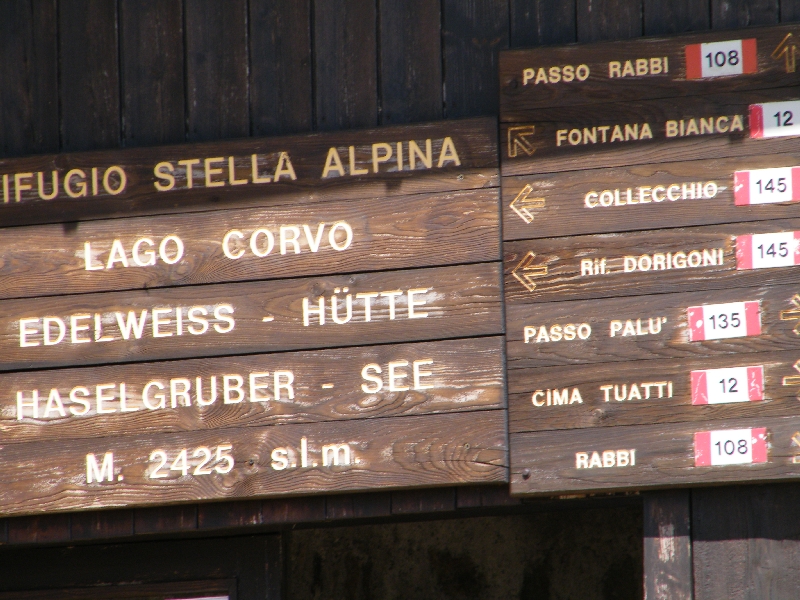 IFUGIO STELLA ALPINA
LAGO CORVO
EDELWEISS - HÜTTE
HASELGRUBER - SEE
M. 2425 s.l.m.
PASSO RABBI 108
FONTANA BIANCA 12
COLLECCHIO 145
Rif. DORIGONI 145
PASSO PALU' 135
CIMA TUATTI 12
RABBI 108